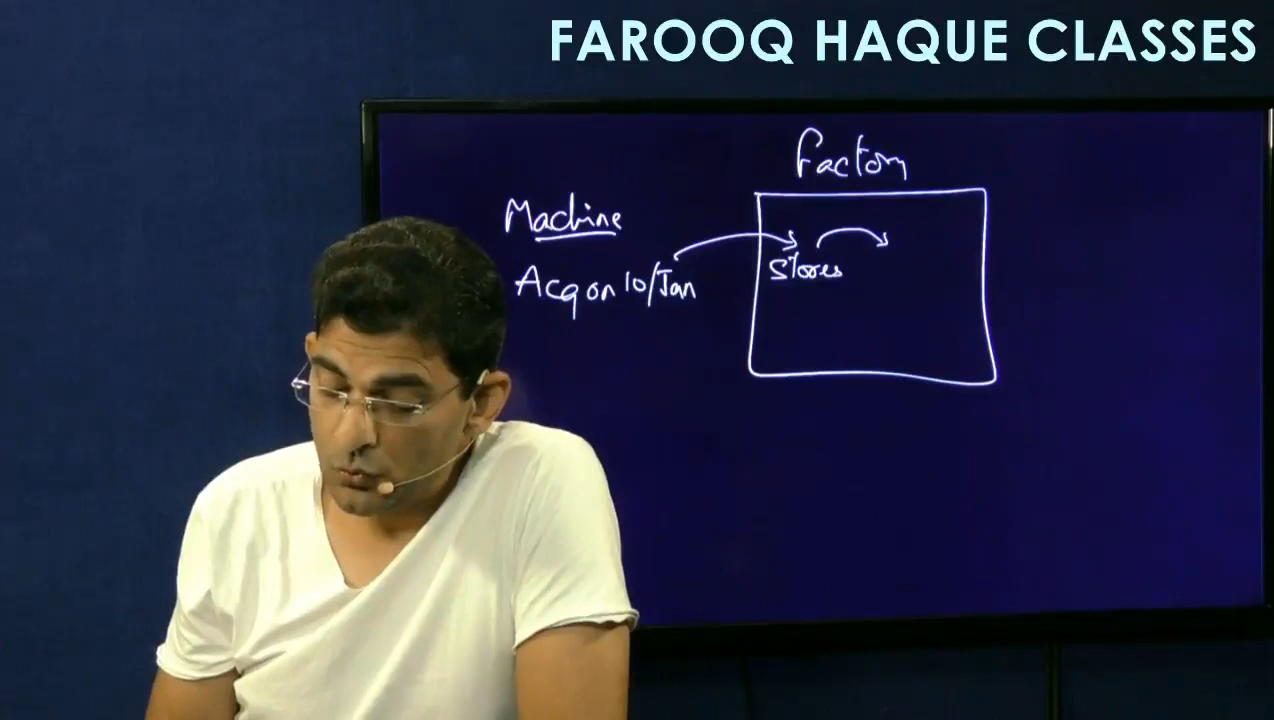 FAROOQ HAQUE CLASSES
Factory
Machine
Acq on 10/Jan
Stores